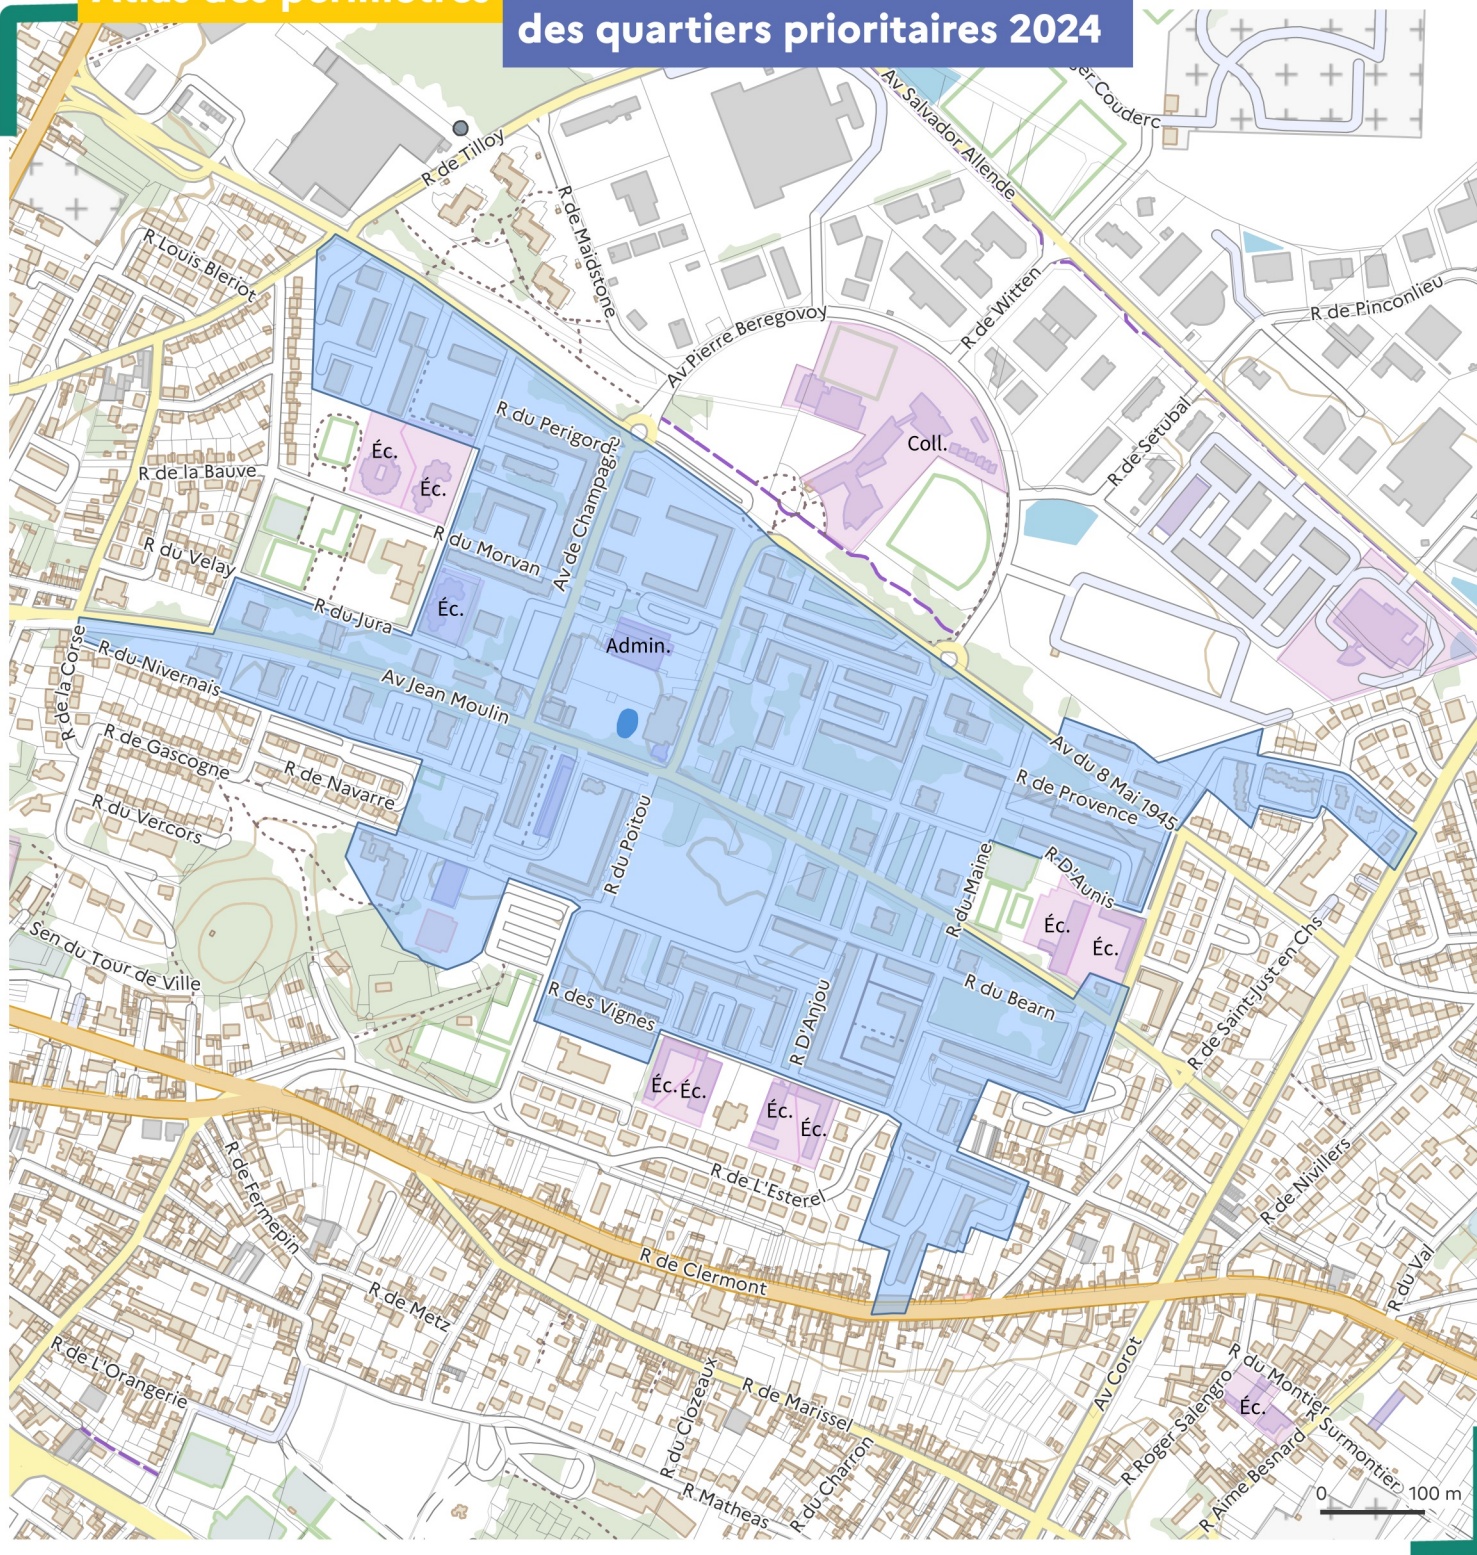 Atlas des périmètres
des quartiers prioritaires 2024
Av Salvador Allende
R de Tilloy
R de Maidstone
R Louis Bleriot
R de Witten
R de Pinconlieu
Av Pierre Beregovoy
R du Perigord
Av de Champagne
Éc.
Éc.
Coll.
R de Setubal
R de la Bauve
R du Morvan
R du Velay
Éc.
R du Jura
Admin.
R de la Corse
R du Nivernais
Av Jean Moulin
R de Gascogne
R de Navarre
R du Vercors
Av du 8 Mai 1945
R de Provence
R du Poitou
R du Maine
R D'Aunis
Éc.
Éc.
Sen du Tour de Ville
R des Vignes
R D'Anjou
R du Bearn
R de Saint-Just en Chs
Éc.
Éc.
Éc.
Éc.
R de L'Esterel
R de Fermepin
R de Nivillers
R de Clermont
R du Val
R de Metz
R de L'Orangerie
R du Clozeaux
R de Marissel
Av Corot
R du Montier
Éc.
R Roger Salengro
R Surmontier
R Aime Besnard
R du Charron
R Matheas
0 100 m